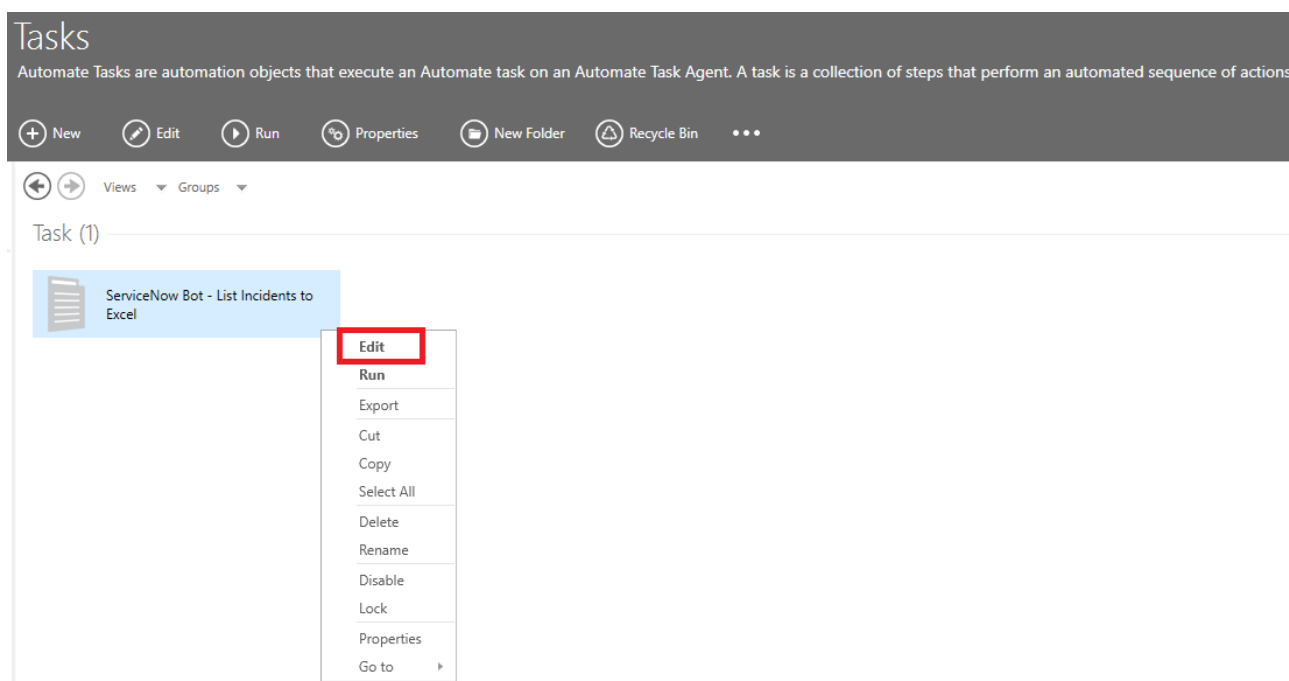 Tasks
Automate Tasks are automation objects that execute an Automate task on an Automate Task Agent. A task is a collection of steps that perform an automated sequence of actions
New Edit Run Properties New Folder Recycle Bin •••
Views Groups
Task (1)
ServiceNow Bot - List Incidents to
Excel
Edit
Run
Export
Cut
Copy
Select All
Delete
Rename
Disable
Lock
Properties
Go to